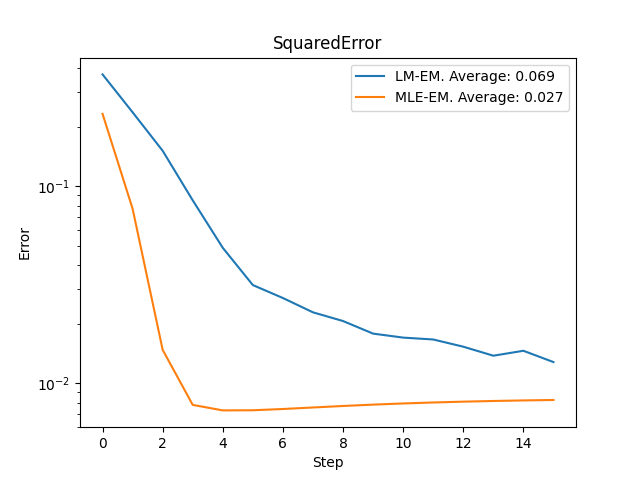 SquaredError
LM-EM. Average: 0.069
MLE-EM. Average: 0.027
Error
10⁻¹
10⁻²
0 2 4 6 8 10 12 14
Step